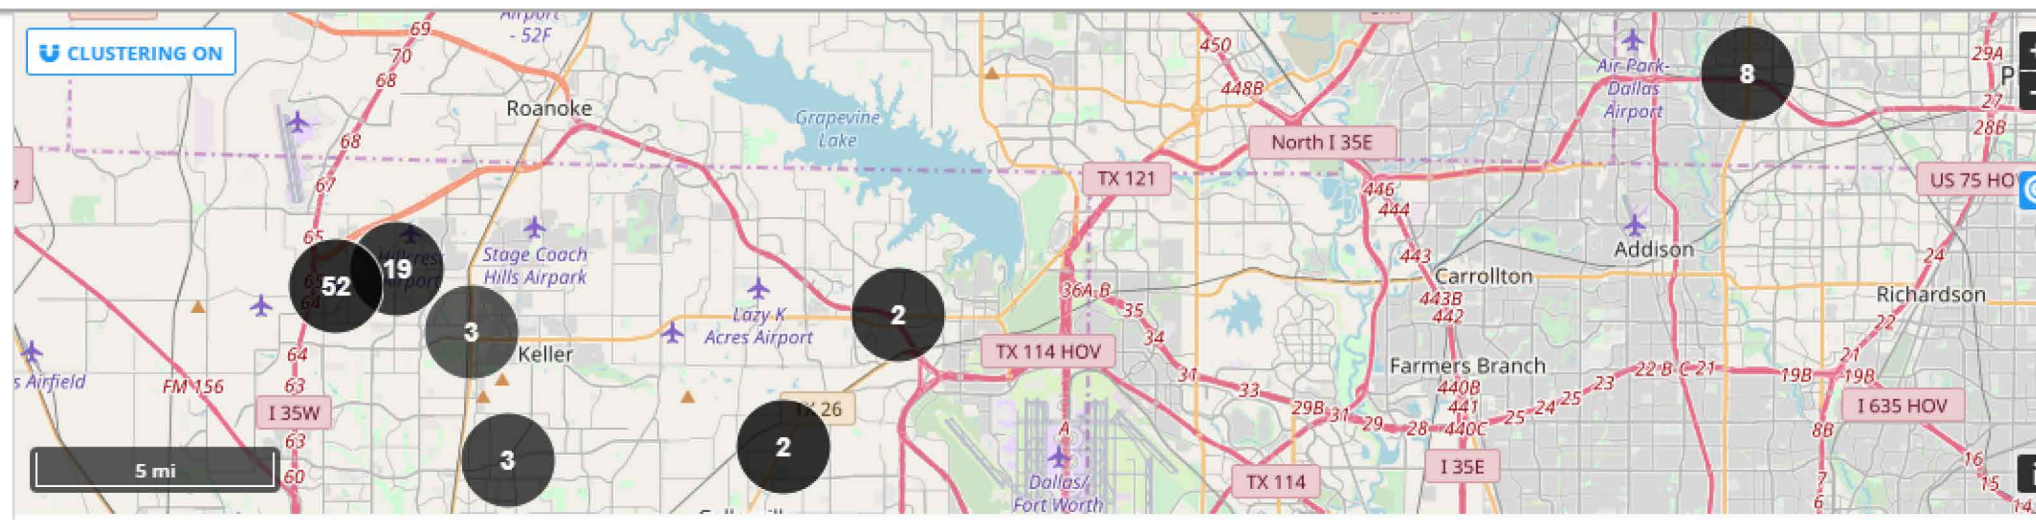 Airport
- 52F
69
CLUSTERING ON
70
68
Roanoke
Grapevine
Lake
450
448B
Air Park-
Dallas
Airport
8
29A
P
27
28B
68
North I 35E
TX 121
67
446
US 75 HO
444
65
52
19
64
Stage Coach
Hills Airpark
443
Addison
24
Carrollton
36A-B
35
443B
442
Richardson
22
3
2
Lazy K
Acres Airport
34
Keller
64
TX 114 HOV
21
s Airfield
FM 156
63
31
33
Farmers Branch
440B
441
440C
22 B
C 21
19B
19B
23
25
24
25
I 35W
26
29B
31
29
28
I 635 HOV
A
8B
63
3
2
5 mi
60
I 35E
16
7
6
15
TX 114
Dallas/
Fort Worth